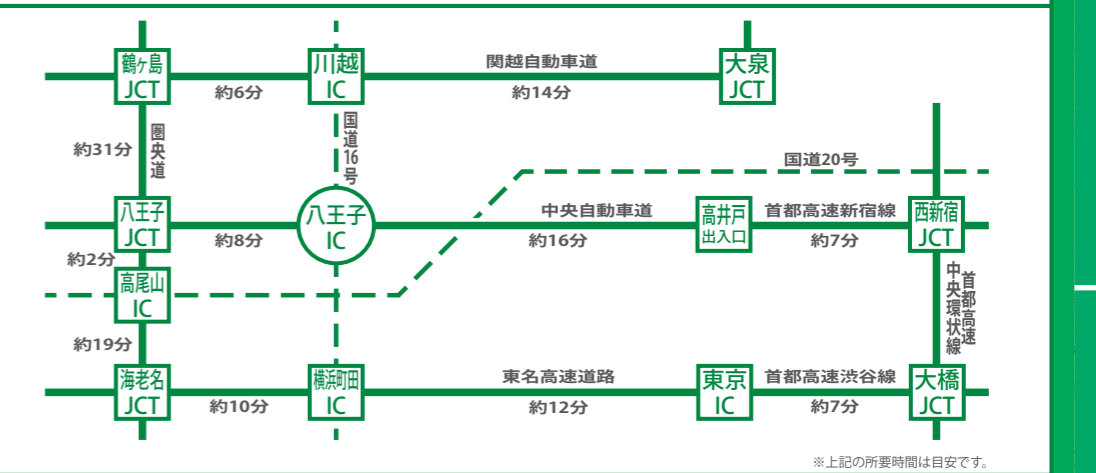 鶴ヶ島
JCT
約6分
川越
IC
関越自動車道
約14分
大泉
JCT
約31分
圏央道
国道16号
国道20号
八王子
JCT
約8分
八王子
IC
中央自動車道
約16分
高井戸
出入口
首都高速新宿線
約7分
西新宿
JCT
約2分
高尾山
IC
首都高速
中央環状線
約19分
海老名
JCT
約10分
横浜町田
IC
東名高速道路
約12分
東京
IC
首都高速渋谷線
約7分
大橋
JCT
※上記の所要時間は目安です。